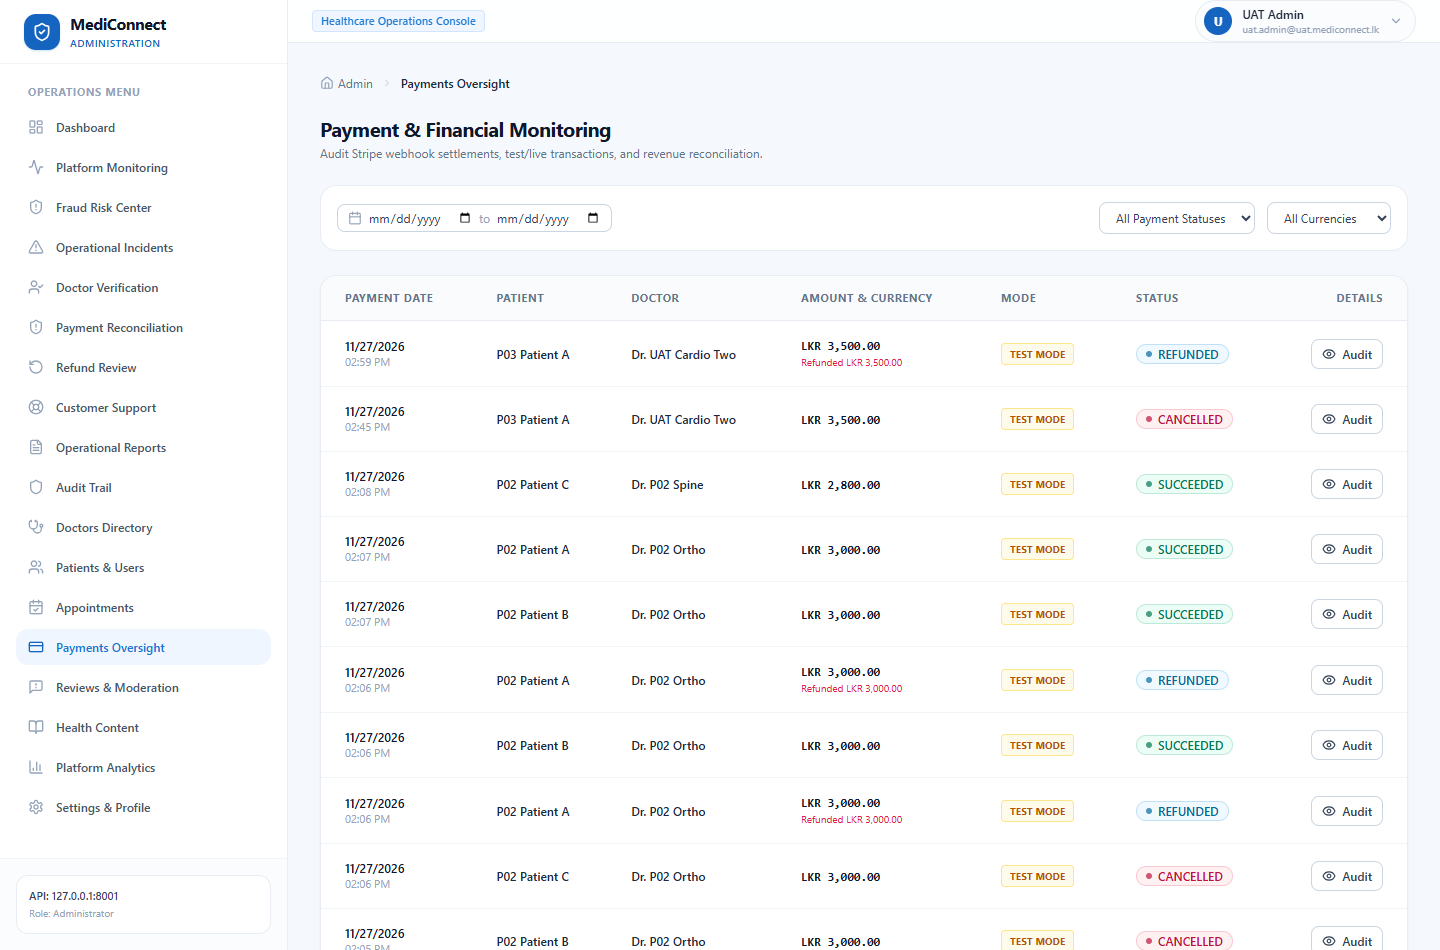 MediConnect
ADMINISTRATION
OPERATIONS MENU
Dashboard
Platform Monitoring
Fraud Risk Center
Operational Incidents
Doctor Verification
Payment Reconciliation
Refund Review
Customer Support
Operational Reports
Audit Trail
Doctors Directory
Patients & Users
Appointments
Payments Oversight
Reviews & Moderation
Health Content
Platform Analytics
Settings & Profile
API: 127.0.0.1:8001
Role: Administrator
Healthcare Operations Console
U
UAT Admin
uat.admin@uat.mediconnect.lk
Admin > Payments Oversight
Payment & Financial Monitoring
Audit Stripe webhook settlements, test/live transactions, and revenue reconciliation.
mm/dd/yyyy to mm/dd/yyyy All Payment Statuses All Currencies
PAYMENT DATE PATIENT DOCTOR AMOUNT & CURRENCY MODE STATUS DETAILS
11/27/2026
02:59 PM
P03 Patient A Dr. UAT Cardio Two
LKR 3,500.00
Refunded LKR 3,500.00
TEST MODE REFUNDED Audit
11/27/2026
02:45 PM
P03 Patient A Dr. UAT Cardio Two LKR 3,500.00 TEST MODE CANCELLED Audit
11/27/2026
02:08 PM
P02 Patient C Dr. P02 Spine LKR 2,800.00 TEST MODE SUCCEEDED Audit
11/27/2026
02:07 PM
P02 Patient A Dr. P02 Ortho LKR 3,000.00 TEST MODE SUCCEEDED Audit
11/27/2026
02:07 PM
P02 Patient B Dr. P02 Ortho LKR 3,000.00 TEST MODE SUCCEEDED Audit
11/27/2026
02:06 PM
P02 Patient A Dr. P02 Ortho
LKR 3,000.00
Refunded LKR 3,000.00
TEST MODE REFUNDED Audit
11/27/2026
02:06 PM
P02 Patient B Dr. P02 Ortho LKR 3,000.00 TEST MODE SUCCEEDED Audit
11/27/2026
02:06 PM
P02 Patient A Dr. P02 Ortho
LKR 3,000.00
Refunded LKR 3,000.00
TEST MODE REFUNDED Audit
11/27/2026
02:06 PM
P02 Patient C Dr. P02 Ortho LKR 3,000.00 TEST MODE CANCELLED Audit
11/27/2026
02:05 PM
P02 Patient B Dr. P02 Ortho LKR 3,000.00 TEST MODE CANCELLED Audit